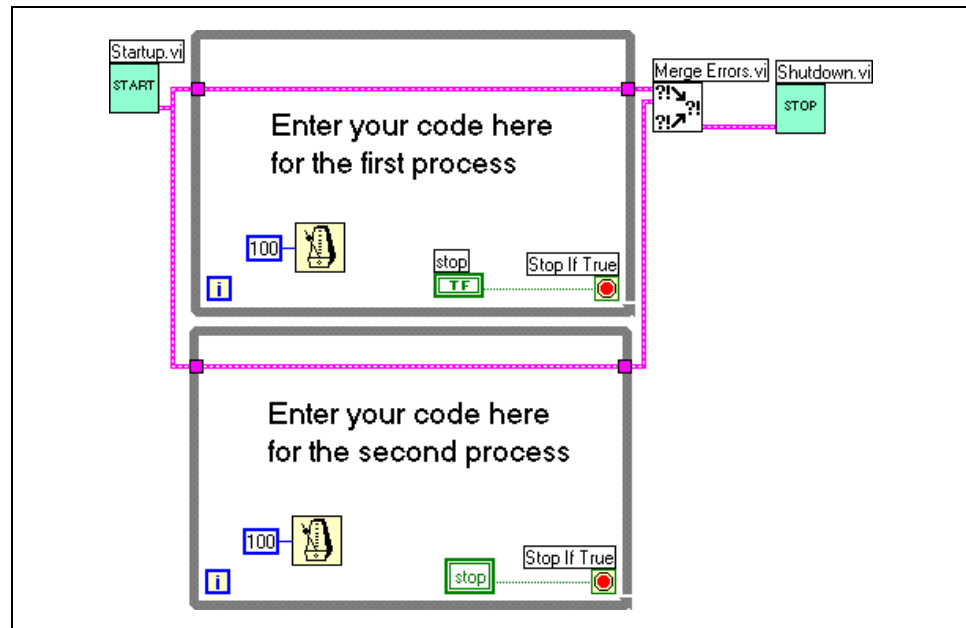 Startup.vi
START
Merge Errors.vi
?!
?!
?!
Shutdown.vi
STOP
Enter your code here
for the first process
100
stop
TF
Stop If True
i
Enter your code here
for the second process
100
stop
Stop If True
i